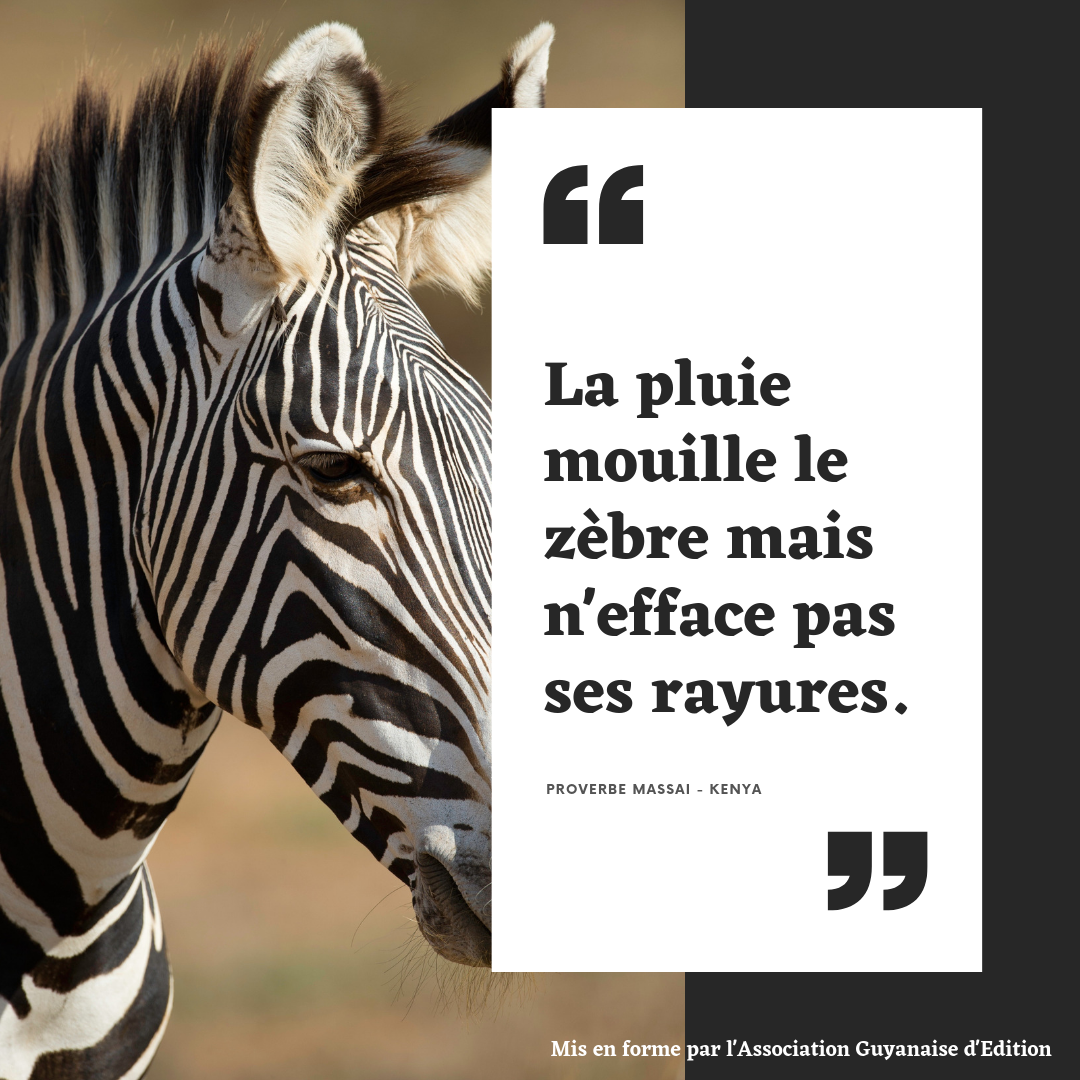 “
La pluie
mouille le
zèbre mais
n'efface pas
ses rayures.
PROVERBE MASSAI - KENYA
”
Mis en forme par l'Association Guyanaise d'Edition